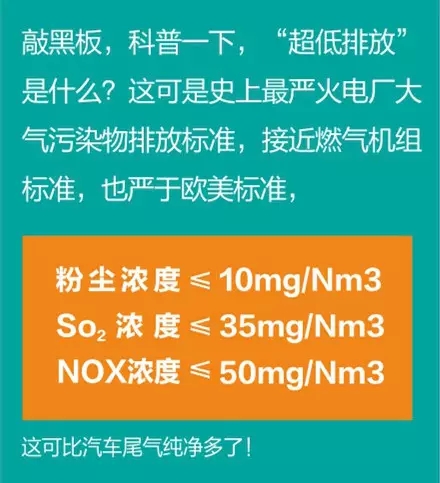 敲黑板，科普一下，“超低排放”
是什么？这可是史上最严火电厂大
气污染物排放标准，接近燃气机组
标准，也严于欧美标准，
粉尘浓度≤10mg/Nm3
So₂浓度≤35mg/Nm3
NOX浓度≤50mg/Nm3
这可比汽车尾气纯净多了！